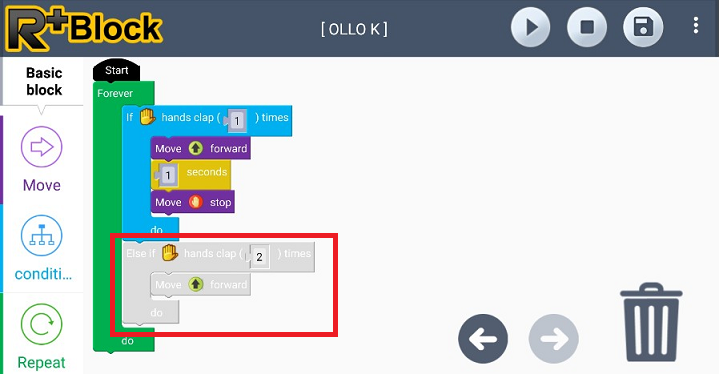 R+Block
[ OLLO K ]
Basic
block
Move
conditi...
Repeat
Start
Forever
If hands clap ( 1 ) times
Move forward
1 seconds
Move stop
do
Else if hands clap ( 2 ) times
Move forward
do
do